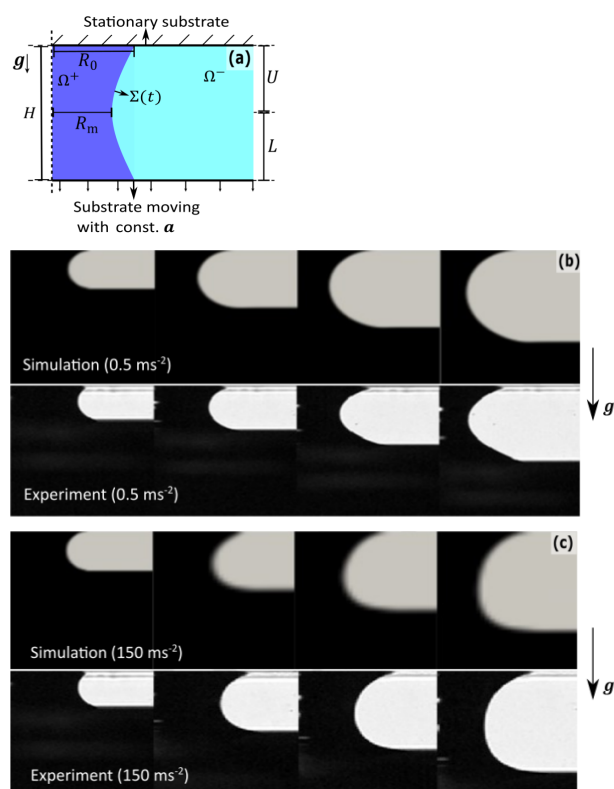 Stationary substrate
(a)
g
R₀
Ω⁺
Ω⁻
U
H
Σ(t)
Rₘ
L
Substrate moving
with const. a
(b)
Simulation (0.5 ms⁻²)
g
Experiment (0.5 ms⁻²)
(c)
Simulation (150 ms⁻²)
g
Experiment (150 ms⁻²)